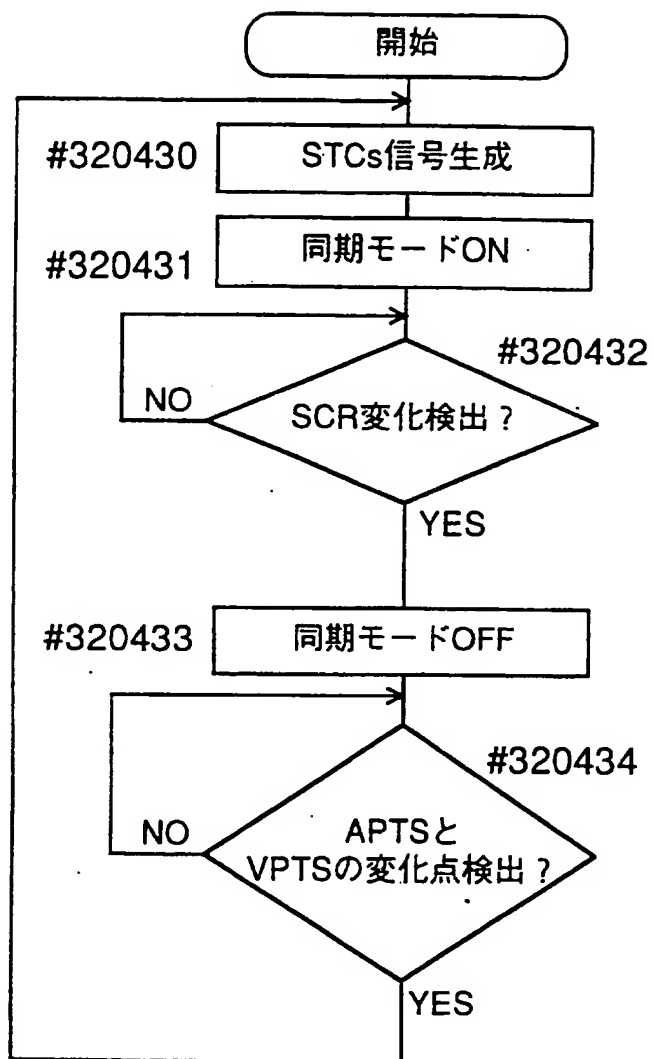 開始
#320430
STCs信号生成
#320431
同期モードON
#320432
NO
SCR変化検出?
YES
#320433
同期モードOFF
#320434
NO
APTSと
VPTSの変化点検出?
YES